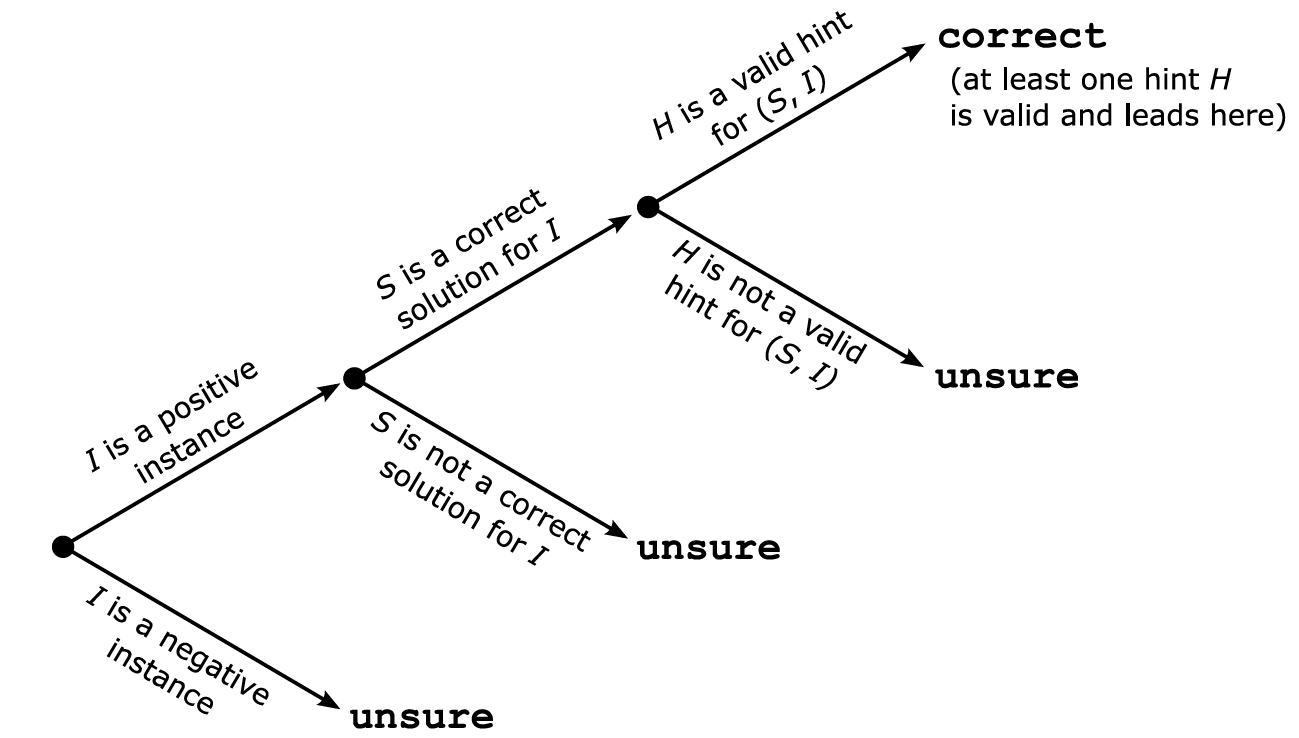 correct
(at least one hint H
is valid and leads here)
H is a valid hint
for (S, I)
H is not a valid
hint for (S, I)
unsure
S is a correct
solution for I
S is not a correct
solution for I
unsure
I is a positive
instance
I is a negative
instance
unsure